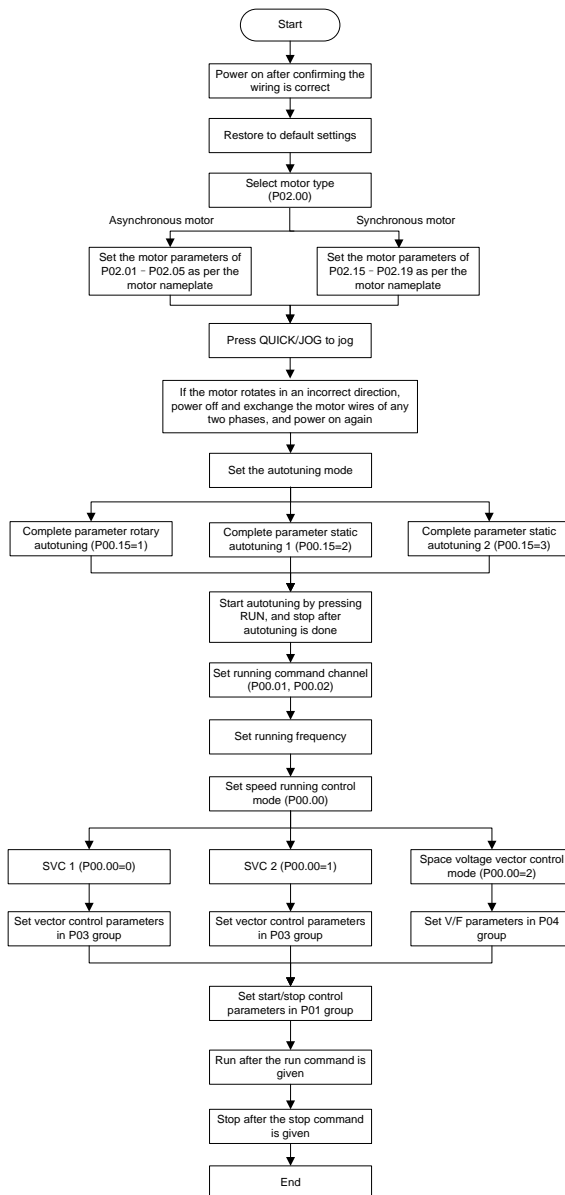 Start
Power on after confirming the
wiring is correct
Restore to default settings
Select motor type
(P02.00)
Asynchronous motor
Synchronous motor
Set the motor parameters of
P02.01﹣P02.05 as per the
motor nameplate
Set the motor parameters of
P02.15﹣P02.19 as per the
motor nameplate
Press QUICK/JOG to jog
If the motor rotates in an incorrect direction,
power off and exchange the motor wires of any
two phases, and power on again
Set the autotuning mode
Complete parameter rotary
autotuning (P00.15=1)
Complete parameter static
autotuning 1 (P00.15=2)
Complete parameter static
autotuning 2 (P00.15=3)
Start autotuning by pressing
RUN, and stop after
autotuning is done
Set running command channel
(P00.01, P00.02)
Set running frequency
Set speed running control
mode (P00.00)
SVC 1 (P00.00=0)
SVC 2 (P00.00=1)
Space voltage vector control
mode (P00.00=2)
Set vector control parameters
in P03 group
Set vector control parameters
in P03 group
Set V/F parameters in P04
group
Set start/stop control
parameters in P01 group
Run after the run command is
given
Stop after the stop command
is given
End